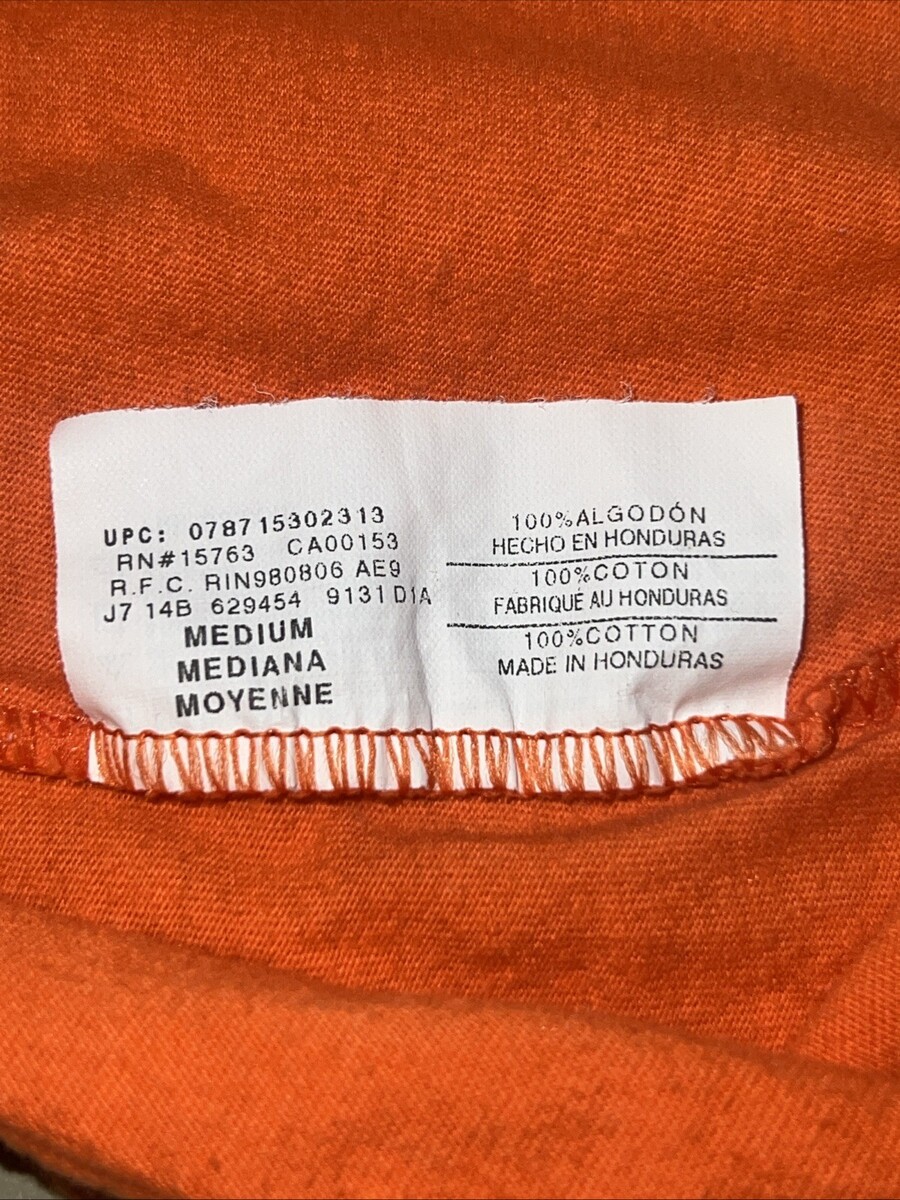 UPC: 078715302313
RN#15763 CA00153
R.F.C. RIN980806 AE9
J7 14B 629454 9131 D1A
MEDIUM
MEDIANA
MOYENNE
100%ALGODÓN
HECHO EN HONDURAS
100%COTON
FABRIQUÉ AU HONDURAS
100%COTTON
MADE IN HONDURAS